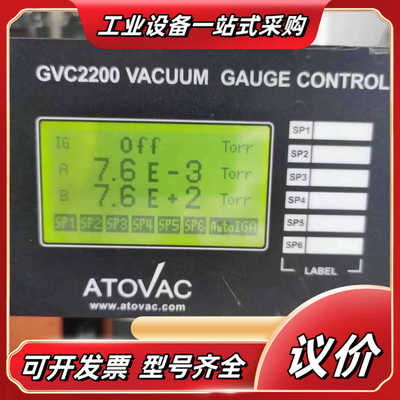 工业设备一站式采购
GVC2200 VACUUM GAUGE CONTROL
IG Off Torr
A 7.6 E - 3 Torr
B 7.6 E + 2 Torr
SP1 SP2 SP3 SP4 SP5 SP6 AutoIGA
SP1
SP2
SP3
SP4
SP5
SP6
LABEL
ATOVAC
www.atovac.com
可开发票 型号齐全
议价